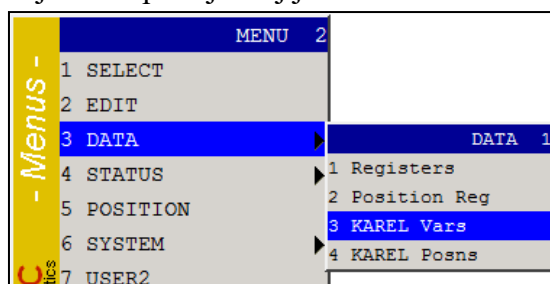 MENU 2
1 SELECT
2 EDIT
3 DATA
4 STATUS
5 POSITION
6 SYSTEM
7 USER2
- Menus -
DATA 1
1 Registers
2 Position Reg
3 KAREL Vars
4 KAREL Posns